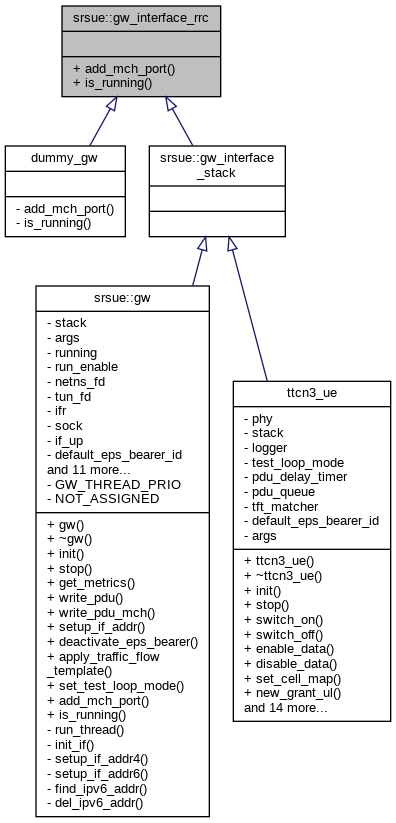 srsue::gw_interface_rrc
+ add_mch_port()
+ is_running()
dummy_gw
- add_mch_port()
- is_running()
srsue::gw_interface
_stack
srsue::gw
- stack
- args
- running
- run_enable
- netns_fd
- tun_fd
- ifr
- sock
- if_up
- default_eps_bearer_id
and 11 more...
- GW_THREAD_PRIO
- NOT_ASSIGNED
+ gw()
+ ~gw()
+ init()
+ stop()
+ get_metrics()
+ write_pdu()
+ write_pdu_mch()
+ setup_if_addr()
+ deactivate_eps_bearer()
+ apply_traffic_flow
_template()
+ set_test_loop_mode()
+ add_mch_port()
+ is_running()
- run_thread()
- init_if()
- setup_if_addr4()
- setup_if_addr6()
- find_ipv6_addr()
- del_ipv6_addr()
ttcn3_ue
- phy
- stack
- logger
- test_loop_mode
- pdu_delay_timer
- pdu_queue
- tft_matcher
- default_eps_bearer_id
- args
+ ttcn3_ue()
+ ~ttcn3_ue()
+ init()
+ stop()
+ switch_on()
+ switch_off()
+ enable_data()
+ disable_data()
+ set_cell_map()
+ new_grant_ul()
and 14 more...